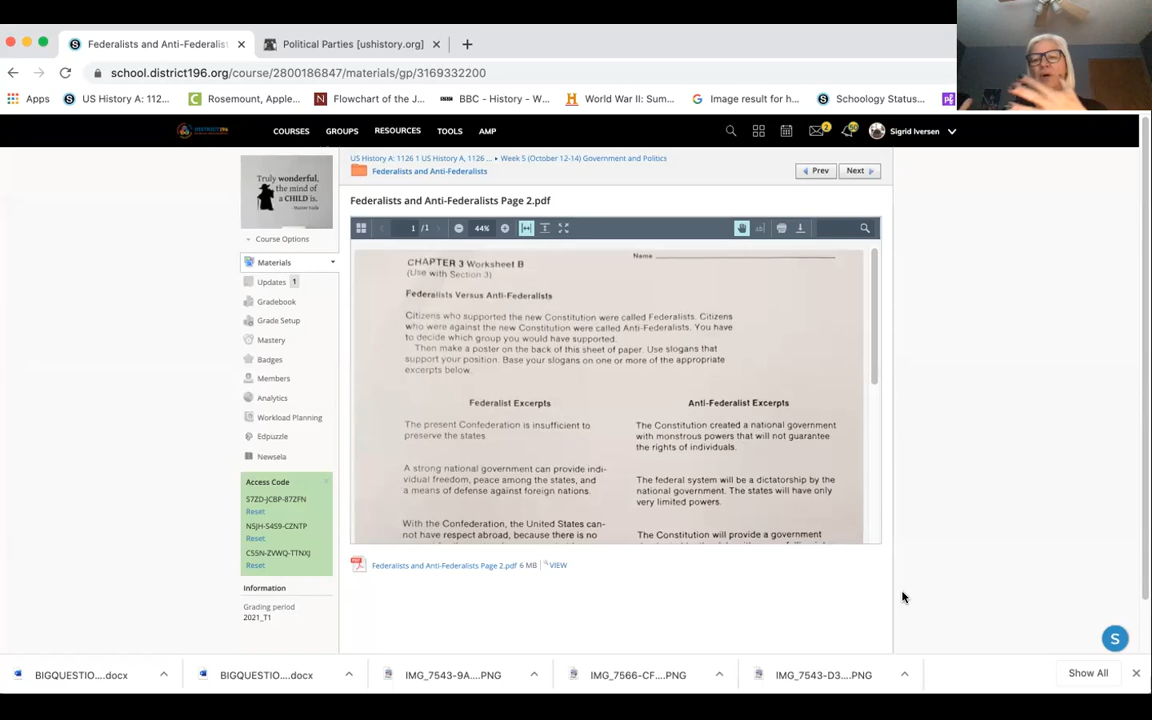 Federalists and Anti-Federalist
Political Parties [ushistory.org]
school.district196.org/course/2800186847/materials/gp/3169332200
Apps
US History A: 112...
Rosemount, Apple...
Flowchart of the J...
BBC - History - W...
World War II: Sum...
Image result for h...
Schoology Status...
DISTRICT196
COURSES
GROUPS
RESOURCES
TOOLS
AMP
2
Sigrid Iversen
Truly wonderful,
the mind of
a CHILD is.
Course Options
Materials
Updates 1
Gradebook
Grade Setup
Mastery
Badges
Members
Analytics
Workload Planning
Edpuzzle
Newsela
Access Code
S7ZD-JCBP-87ZFN
Reset
N5JH-S4S9-CZNTP
Reset
C55N-ZVWQ-TTNXJ
Reset
Information
Grading period
2021_T1
US History A: 1126 1 US History A, 1126 ... ▸ Week 5 (October 12-14) Government and Politics
Federalists and Anti-Federalists
Prev
Next
Federalists and Anti-Federalists Page 2.pdf
1 /1
44%
CHAPTER 3 Worksheet B
(Use with Section 3)
Name
Federalists Versus Anti-Federalists
Citizens who supported the new Constitution were called Federalists. Citizens
who were against the new Constitution were called Anti-Federalists. You have
to decide which group you would have supported.
Then make a poster on the back of this sheet of paper. Use slogans that
support your position. Base your slogans on one or more of the appropriate
excerpts below.
Federalist Excerpts
The present Confederation is insufficient to
preserve the states
A strong national government can provide indi-
vidual freedom, peace among the states, and
a means of defense against foreign nations.
With the Confederation, the United States can-
not have respect abroad, because there is no
Anti-Federalist Excerpts
The Constitution created a national government
with monstrous powers that will not guarantee
the rights of individuals.
The federal system will be a dictatorship by the
national government. The states will have only
very limited powers.
The Constitution will provide a government
Federalists and Anti-Federalists Page 2.pdf 6 MB
VIEW
S
BIGQUESTIO....docx
BIGQUESTIO....docx
IMG_7543-9A....PNG
IMG_7566-CF....PNG
IMG_7543-D3....PNG
Show All